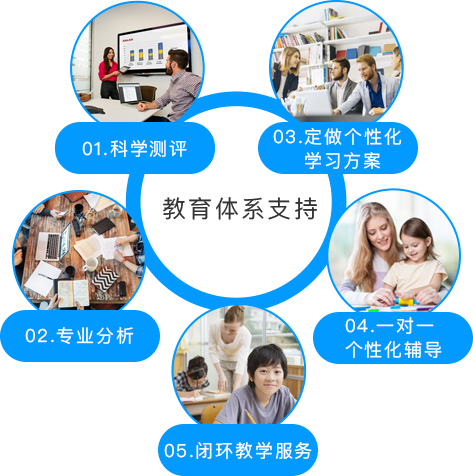 01.科学测评
03.定做个性化
学习方案
教育体系支持
02.专业分析
04.一对一
个性化辅导
05.闭环教学服务